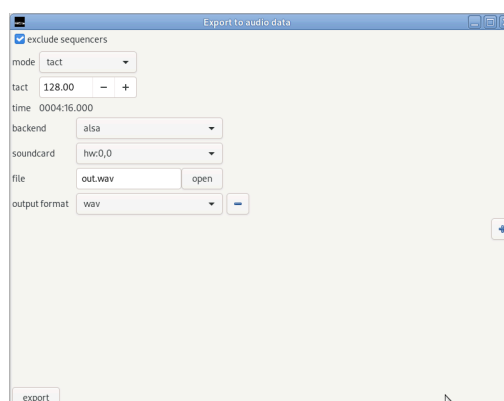 Export to audio data
exclude sequencers
mode tact
tact 128.00 − +
time 0004:16.000
backend alsa
soundcard hw:0,0
file out.wav open
output format wav
export